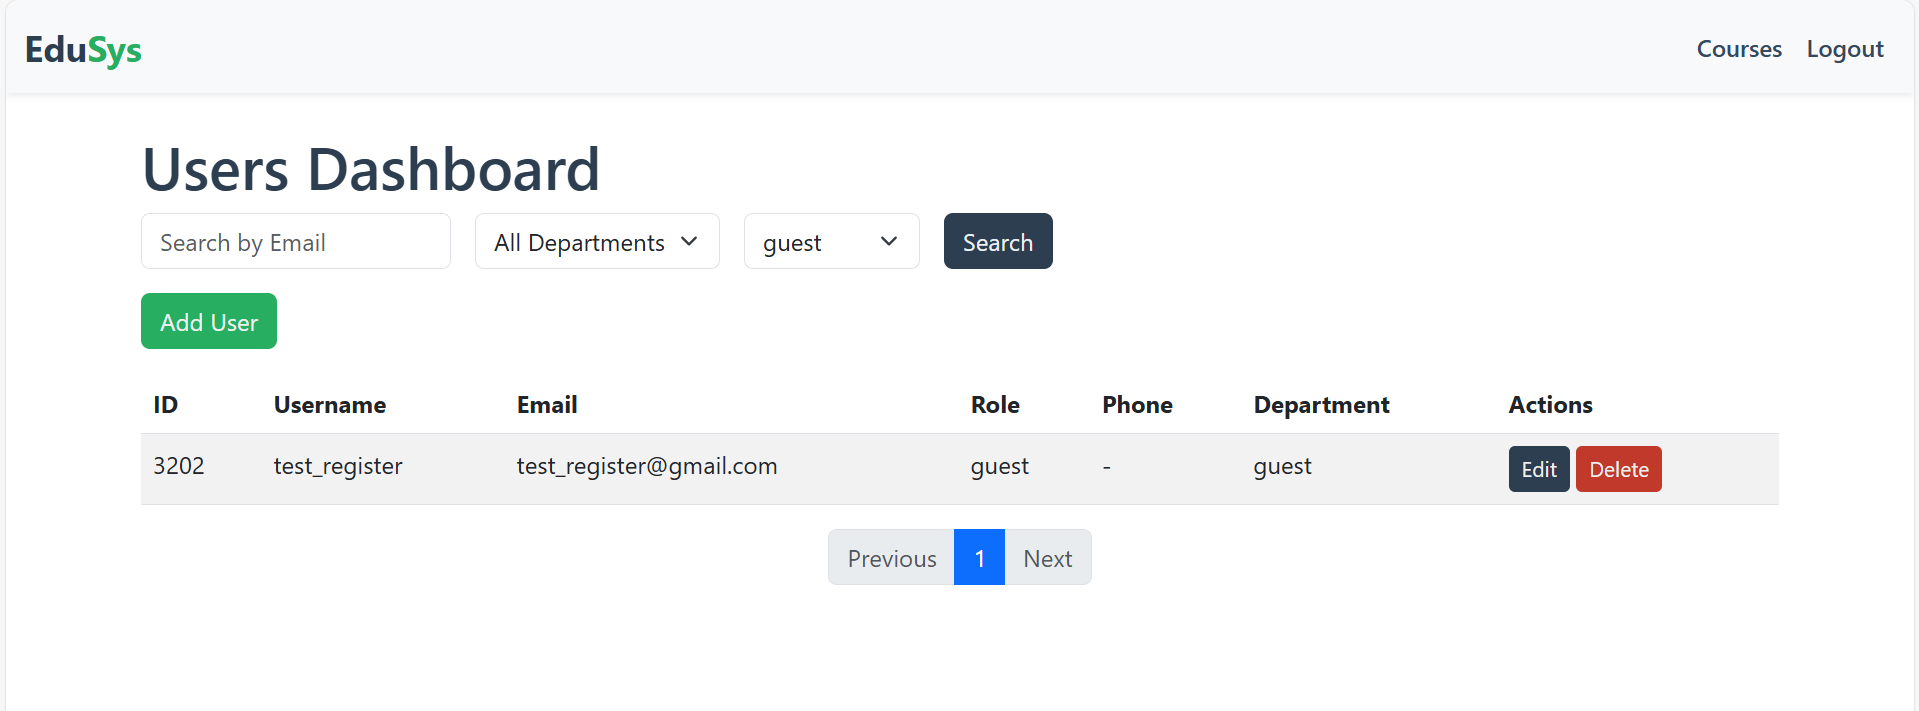 EduSys Courses Logout
Users Dashboard
Search by Email All Departments guest Search
Add User
ID Username Email Role Phone Department Actions
3202 test_register test_register@gmail.com guest - guest Edit Delete
Previous 1 Next